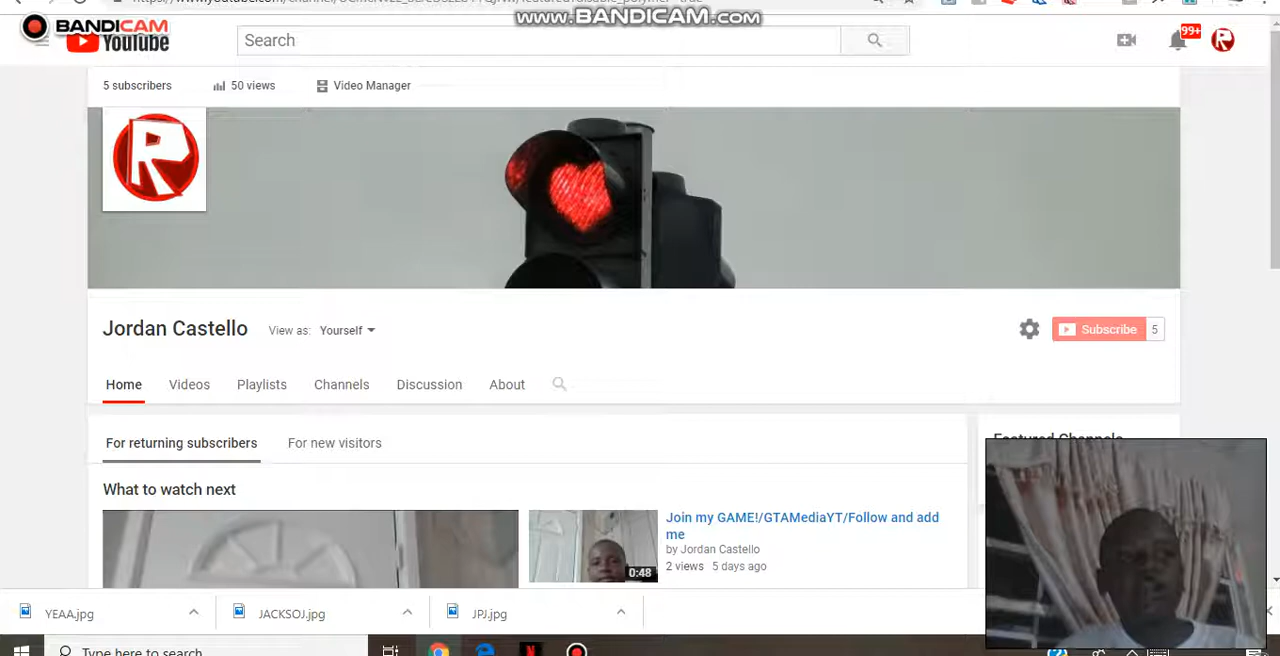 www.BANDICAM.com
BANDICAM
YouTube
Search
99+
5 subscribers
50 views
Video Manager
Jordan Castello
View as: Yourself
Subscribe 5
Home
Videos
Playlists
Channels
Discussion
About
For returning subscribers
For new visitors
What to watch next
Join my GAME!/GTAMediaYT/Follow and add
me
by Jordan Castello
2 views 5 days ago
0:48
YEAA.jpg
JACKSOJ.jpg
JPJ.jpg
Type here to search